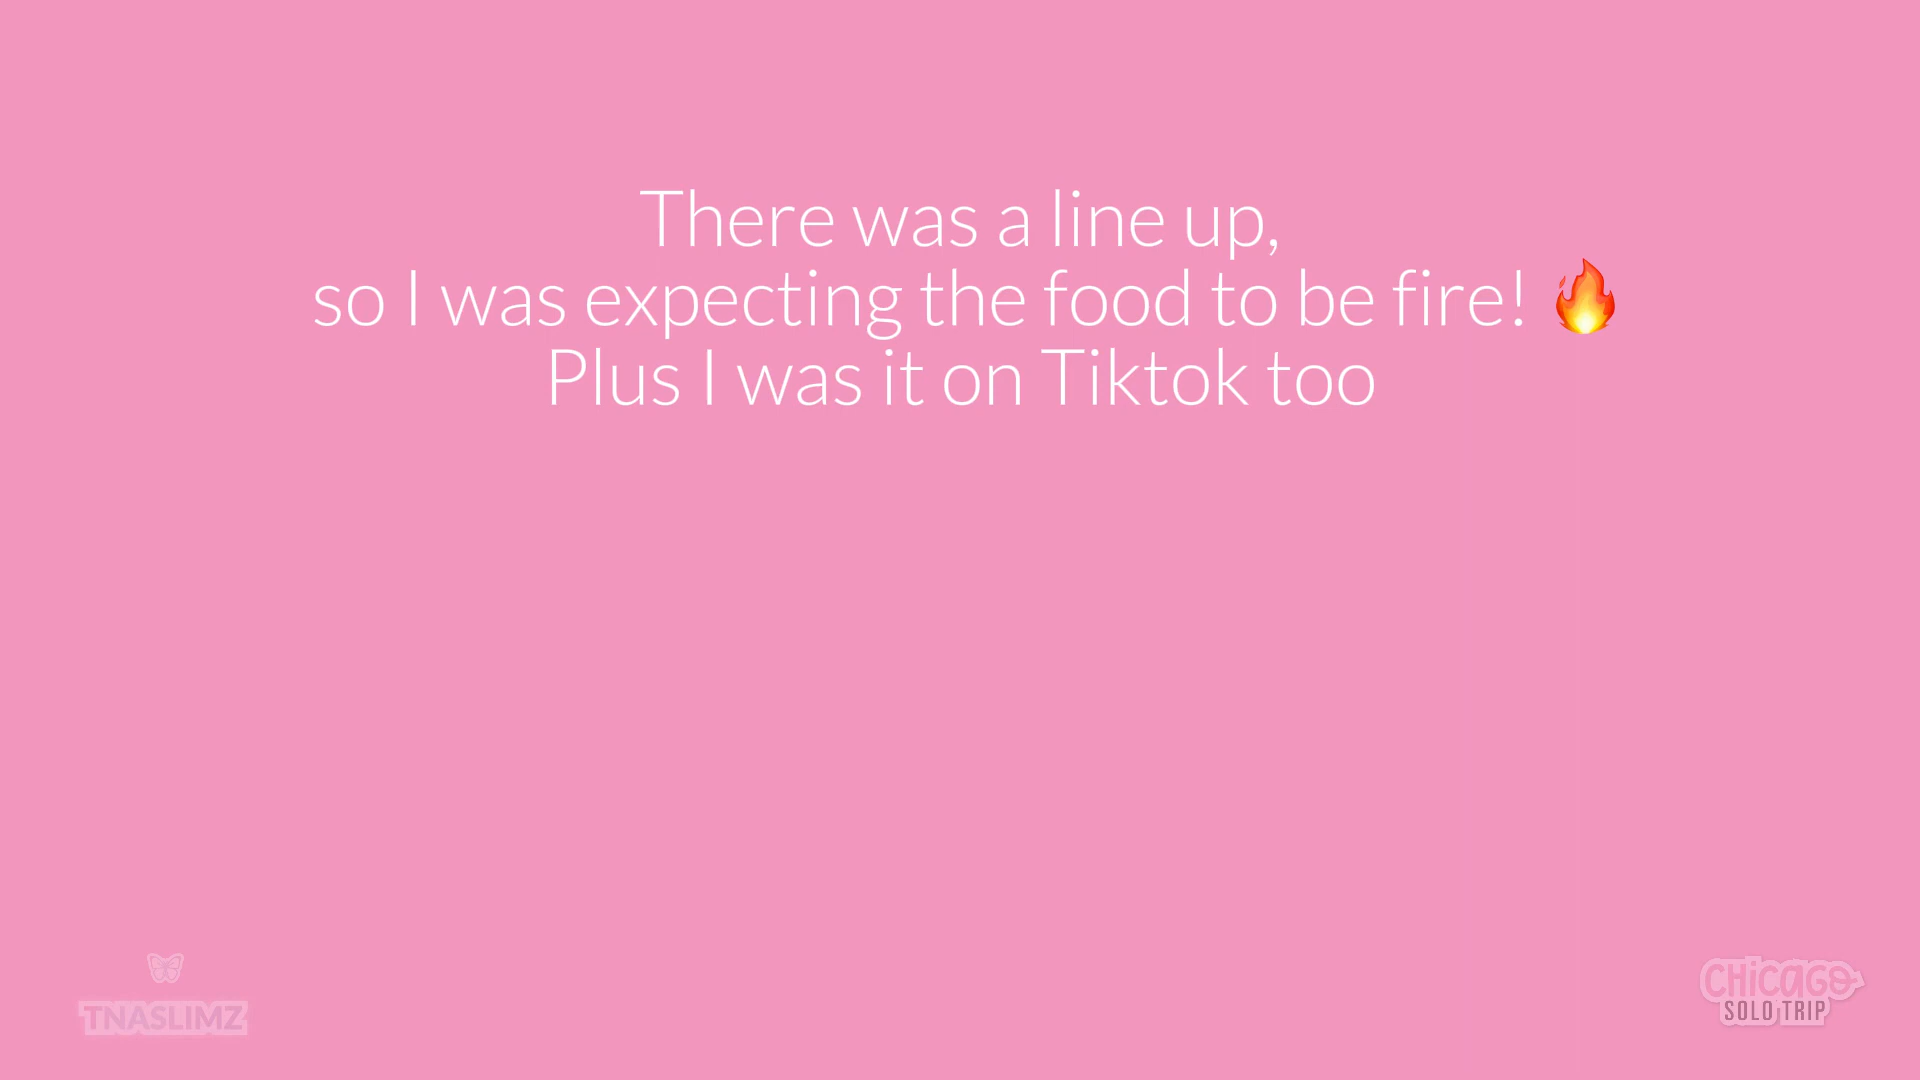 There was a line up,
so I was expecting the food to be fire! 🔥
Plus I was it on Tiktok too
TNASLIMZ
CHICAGO
SOLO TRIP